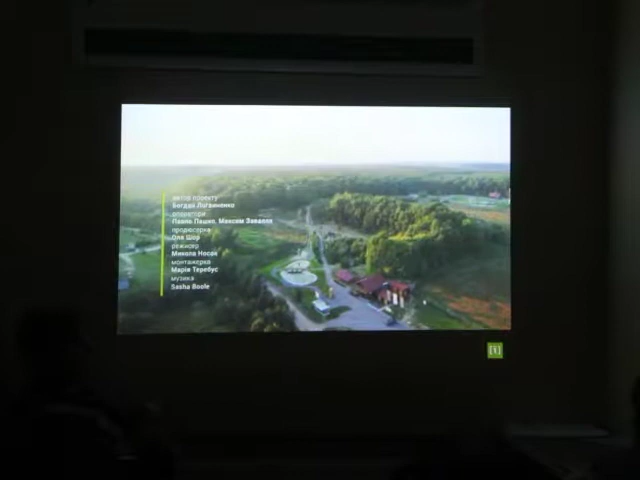 автор проекту
Богдан Логвиненко
оператори
Павло Пашко, Максим Завалля
продюсерка
Оля Шор
режисер
Микола Носок
монтажерка
Марія Теребус
музика
Sasha Boole